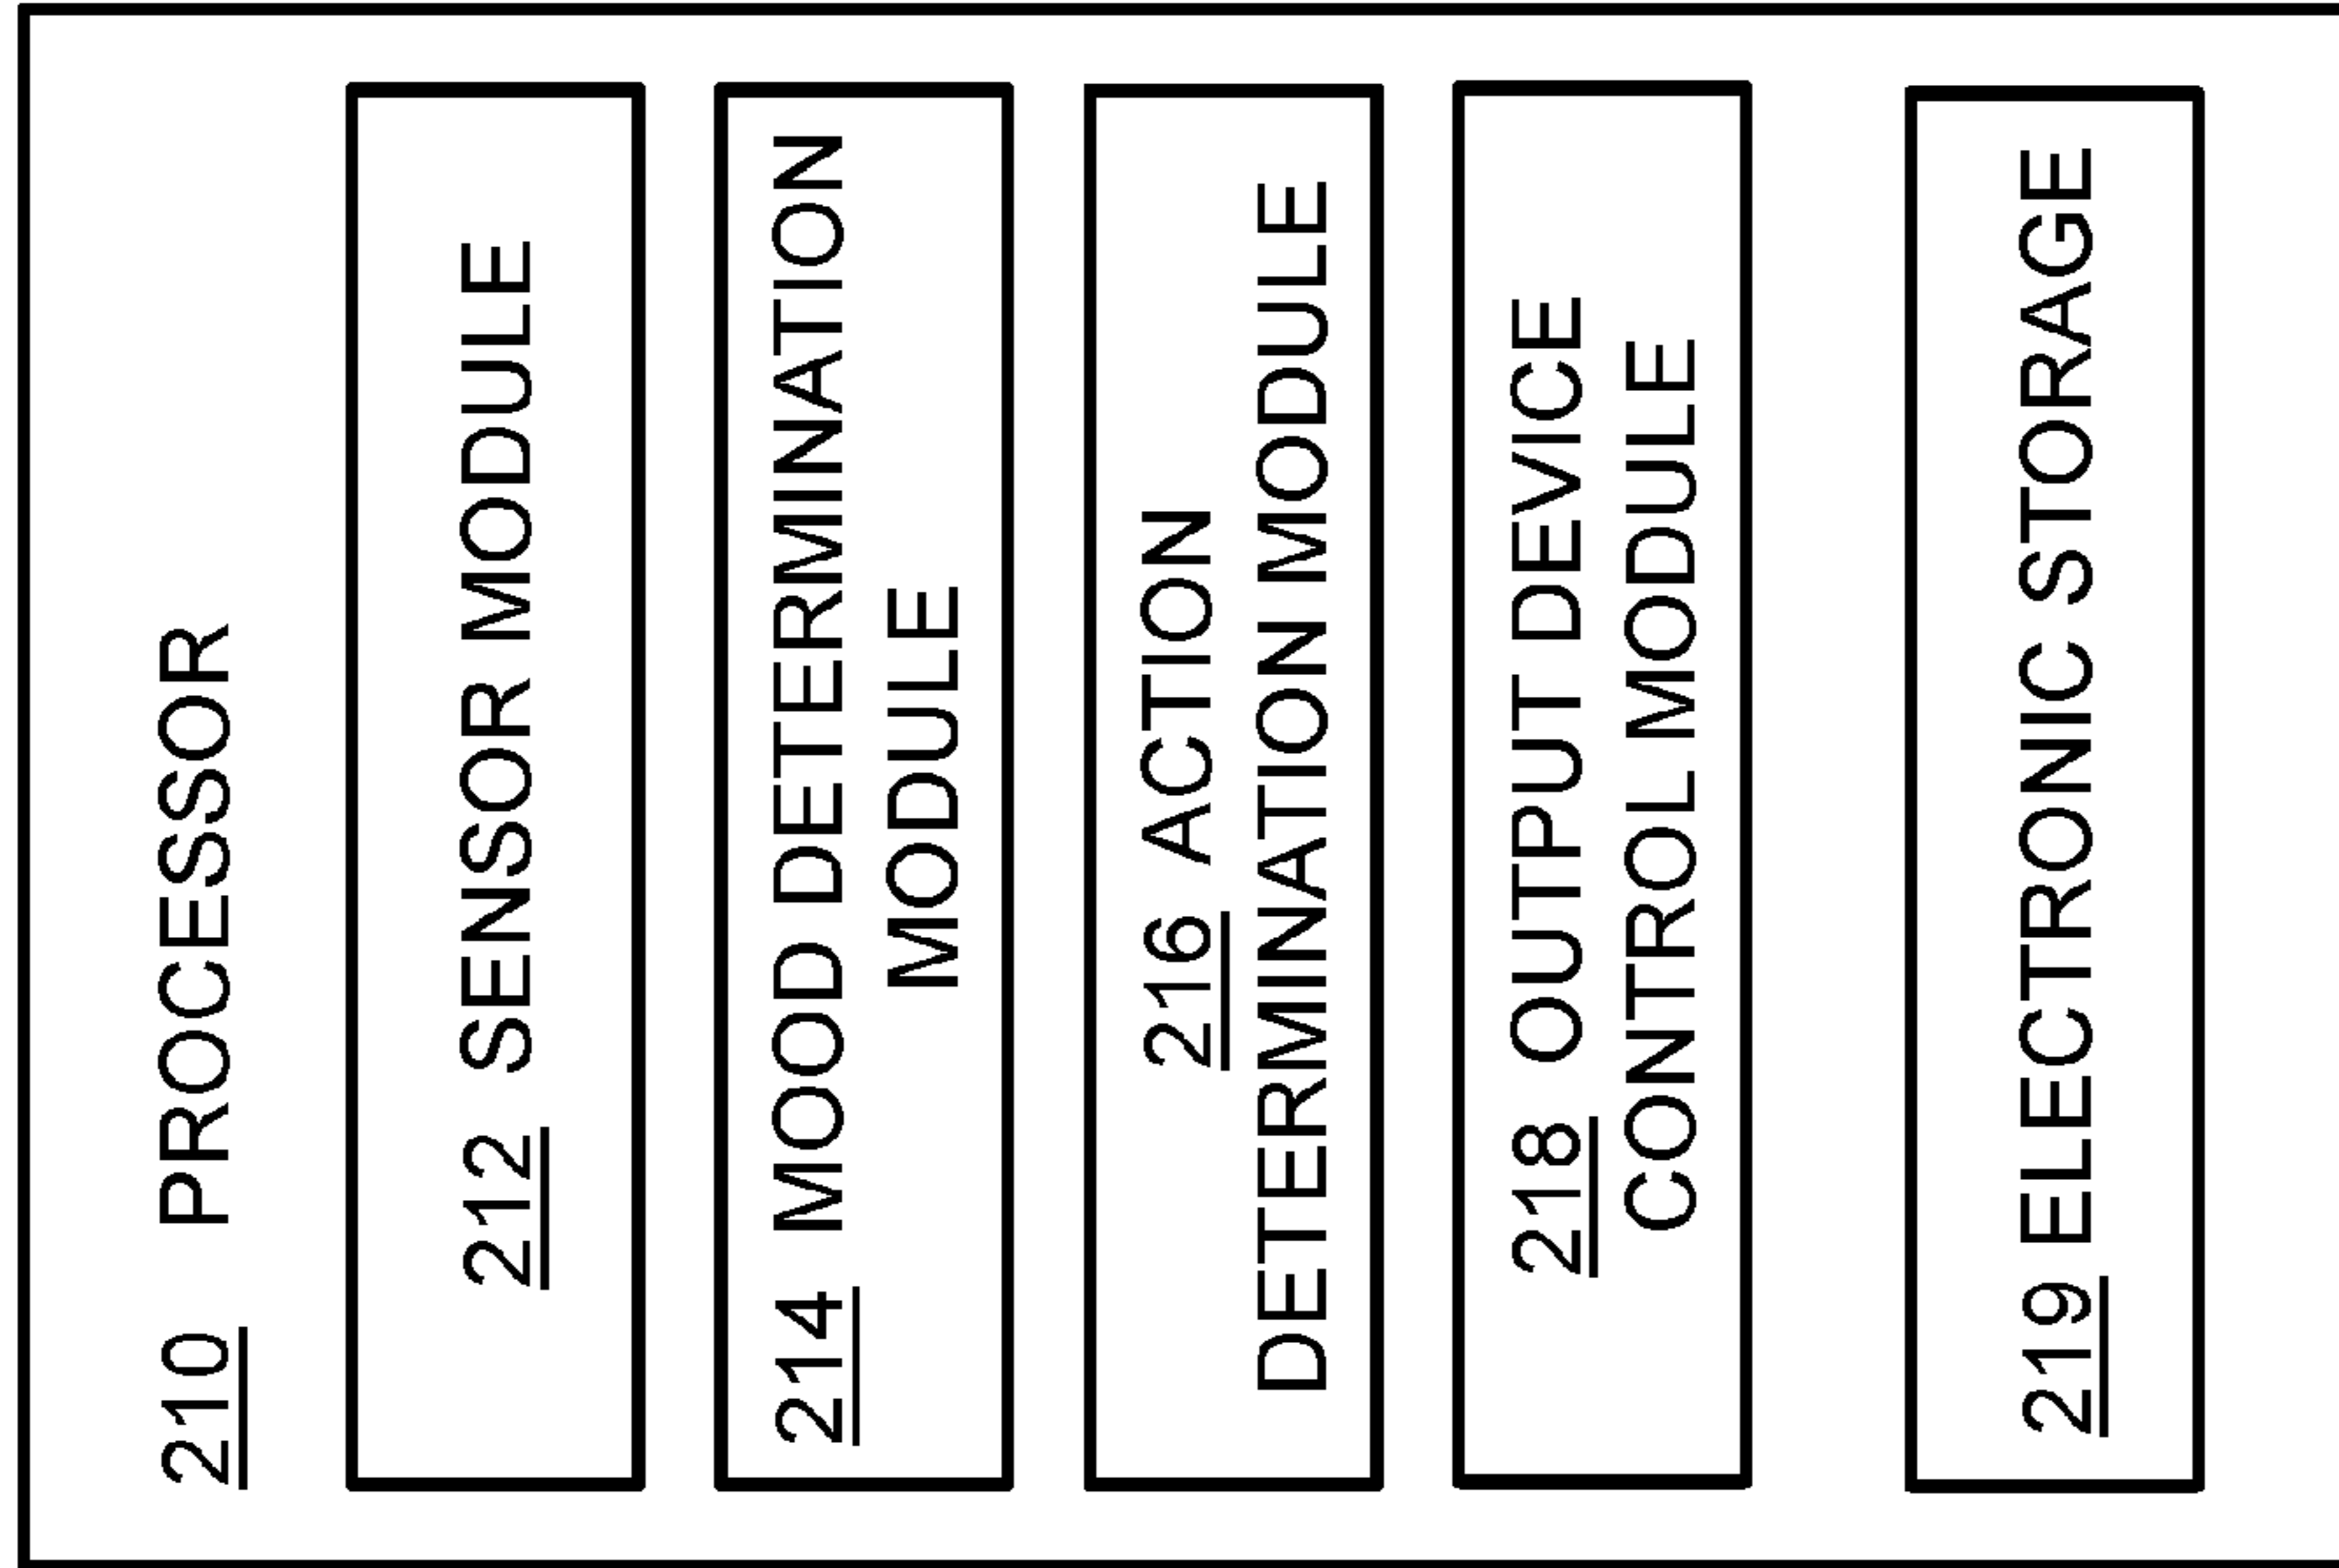 210 PROCESSOR
212 SENSOR MODULE
214 MOOD DETERMINATION
MODULE
216 ACTION
DETERMINATION MODULE
218 OUTPUT DEVICE
CONTROL MODULE
219 ELECTRONIC STORAGE